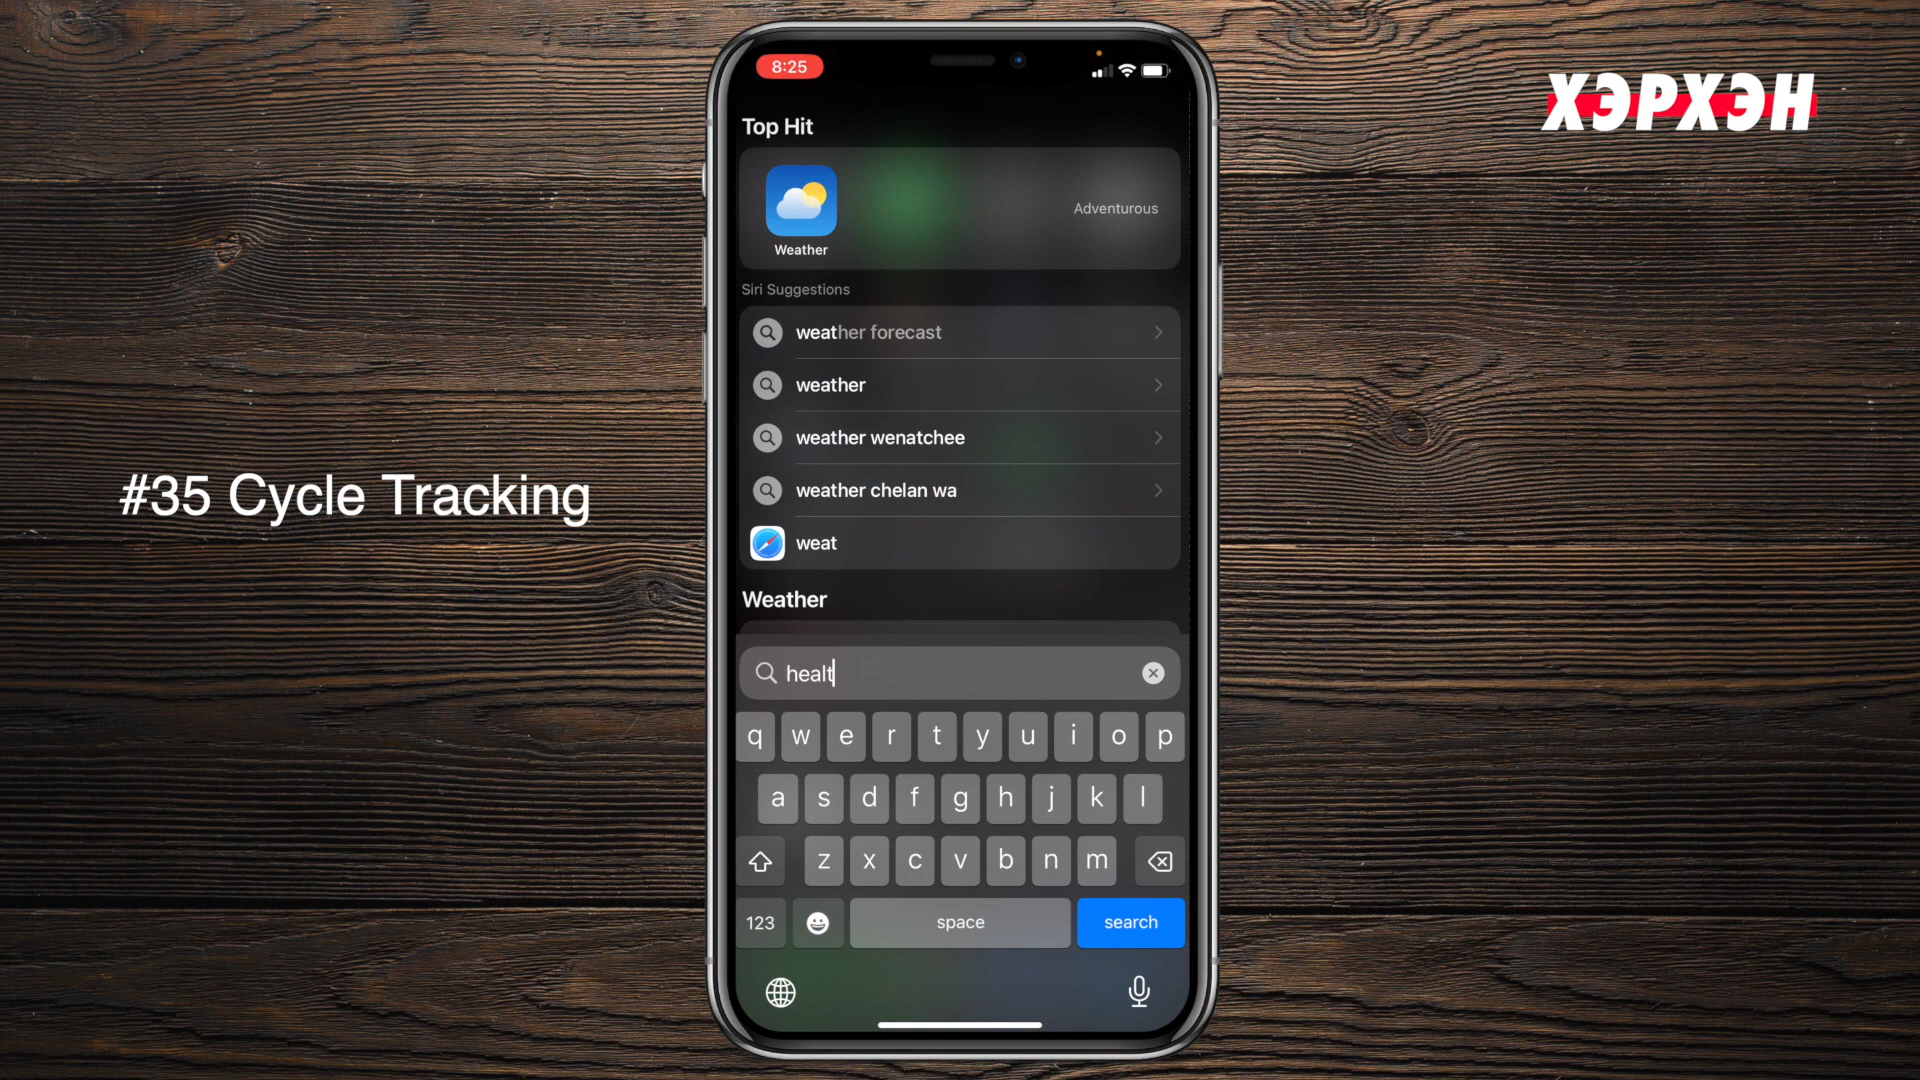 8:25
ХЭРХЭН
Top Hit
Adventurous
Weather
Siri Suggestions
weather forecast
weather
#35 Cycle Tracking
weather wenatchee
weather chelan wa
weat
Weather
healt
q w e r t y u i o p
a s d f g h j k l
z x c v b n m
123 space search